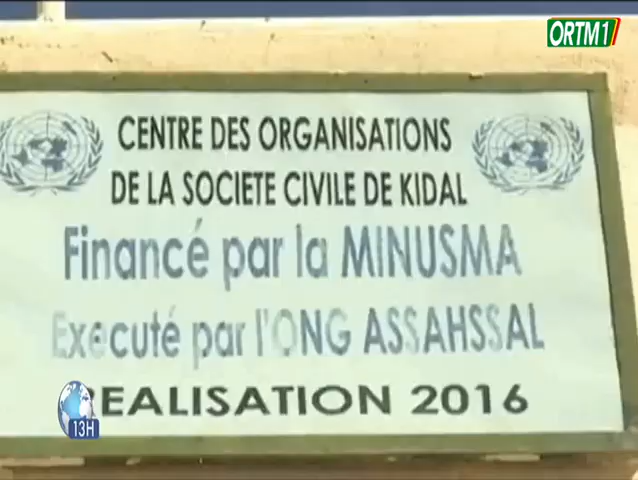 ORTM1
CENTRE DES ORGANISATIONS
DE LA SOCIETE CIVILE DE KIDAL
Financé par la MINUSMA
Executé par l'ONG ASSAHSSAL
REALISATION 2016
13H